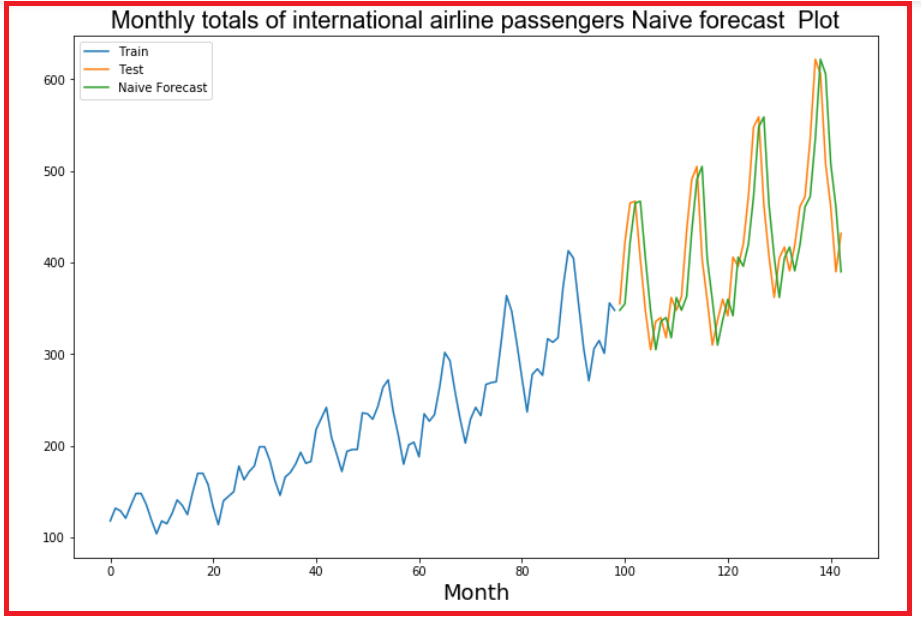 Monthly totals of international airline passengers Naive forecast  Plot
Train
Test
Naive Forecast
600
500
400
300
200
100
0 20 40 60 80 100 120 140
Month